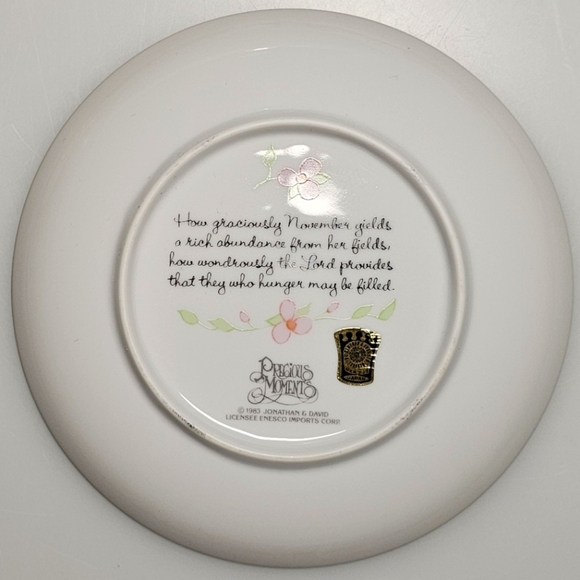 How graciously November yields
a rich abundance from her fields,
how wondrously the Lord provides
that they who hunger may be filled.
PRECIOUS
MOMENTS
© 1983 JONATHAN & DAVID
LICENSEE ENESCO IMPORTS CORP.